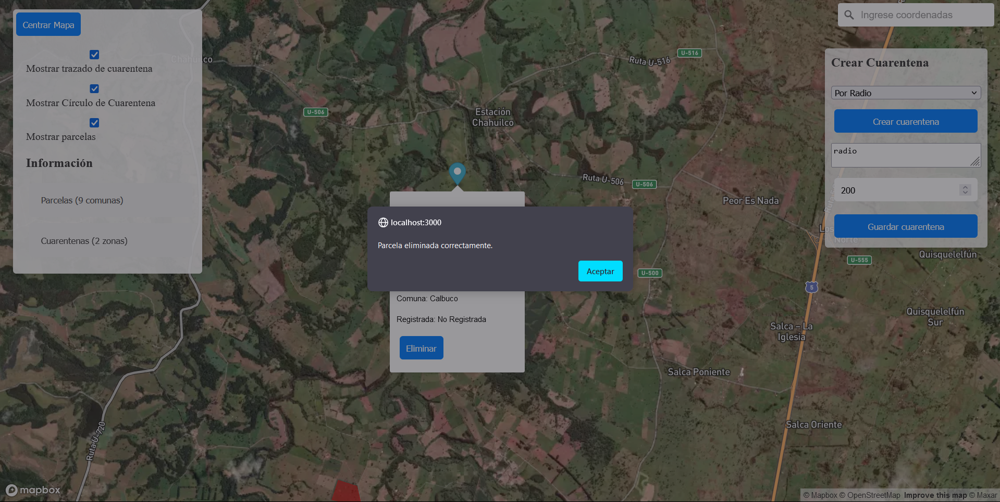 Centrar Mapa
Mostrar trazado de cuarentena
Mostrar Círculo de Cuarentena
Mostrar parcelas
Información
Parcelas (9 comunas)
Cuarentenas (2 zonas)
Chahuilco
U-506
Estación
Chahuilco
Ruta U-516
U-516
Ruta U-506
U-506
Peor Es Nada
localhost:3000
Parcela eliminada correctamente.
Aceptar
Comuna: Calbuco
Registrada: No Registrada
Eliminar
U-500
Ingrese coordenadas
Crear Cuarentena
Por Radio
Crear cuarentena
radio
200
Guardar cuarentena
Los
Norte
Quisquelelfún
U-555
5
Quisquelelfún
Sur
Salca – La
Iglesia
Salca Poniente
Salca Oriente
Ruta U-720
mapbox
© Mapbox © OpenStreetMap Improve this map © Maxar